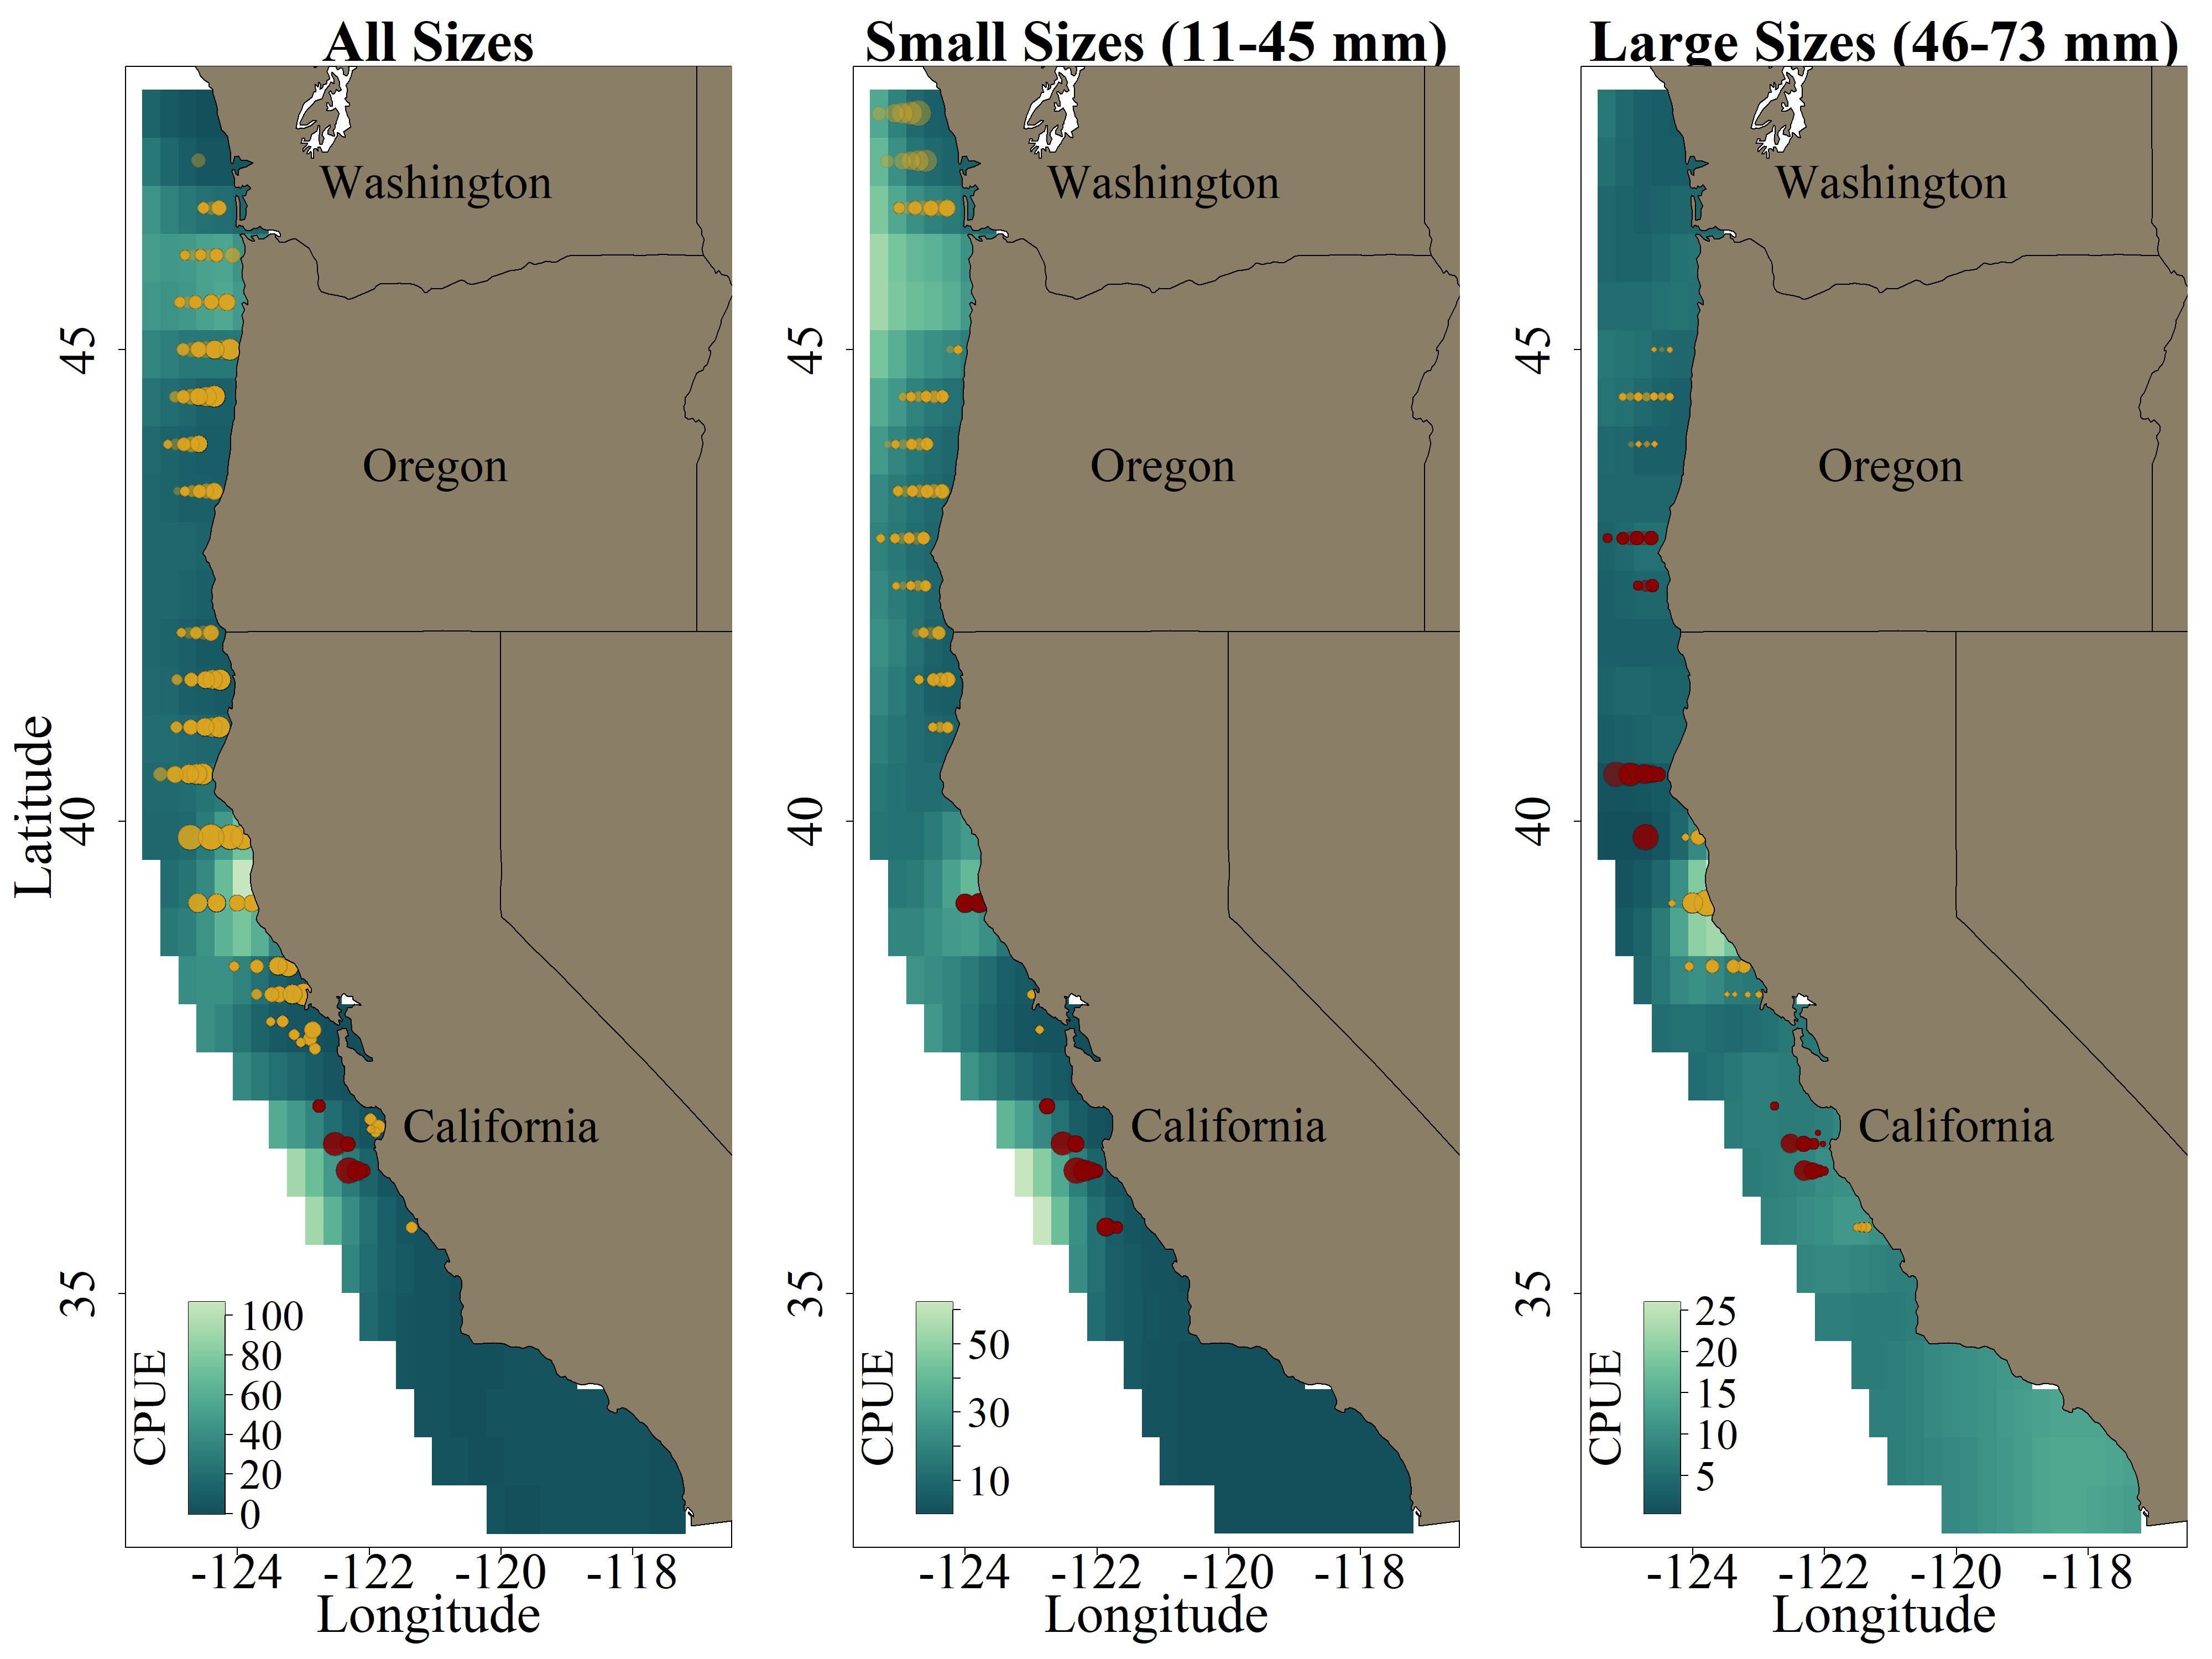 All Sizes
Small Sizes (11-45 mm)
Large Sizes (46-73 mm)
Latitude
45
40
35
Washington
Oregon
California
CPUE
100
80
60
40
20
0
-124 -122 -120 -118
Longitude
45
40
35
Washington
Oregon
California
CPUE
50
30
10
-124 -122 -120 -118
Longitude
45
40
35
Washington
Oregon
California
CPUE
25
20
15
10
5
-124 -122 -120 -118
Longitude